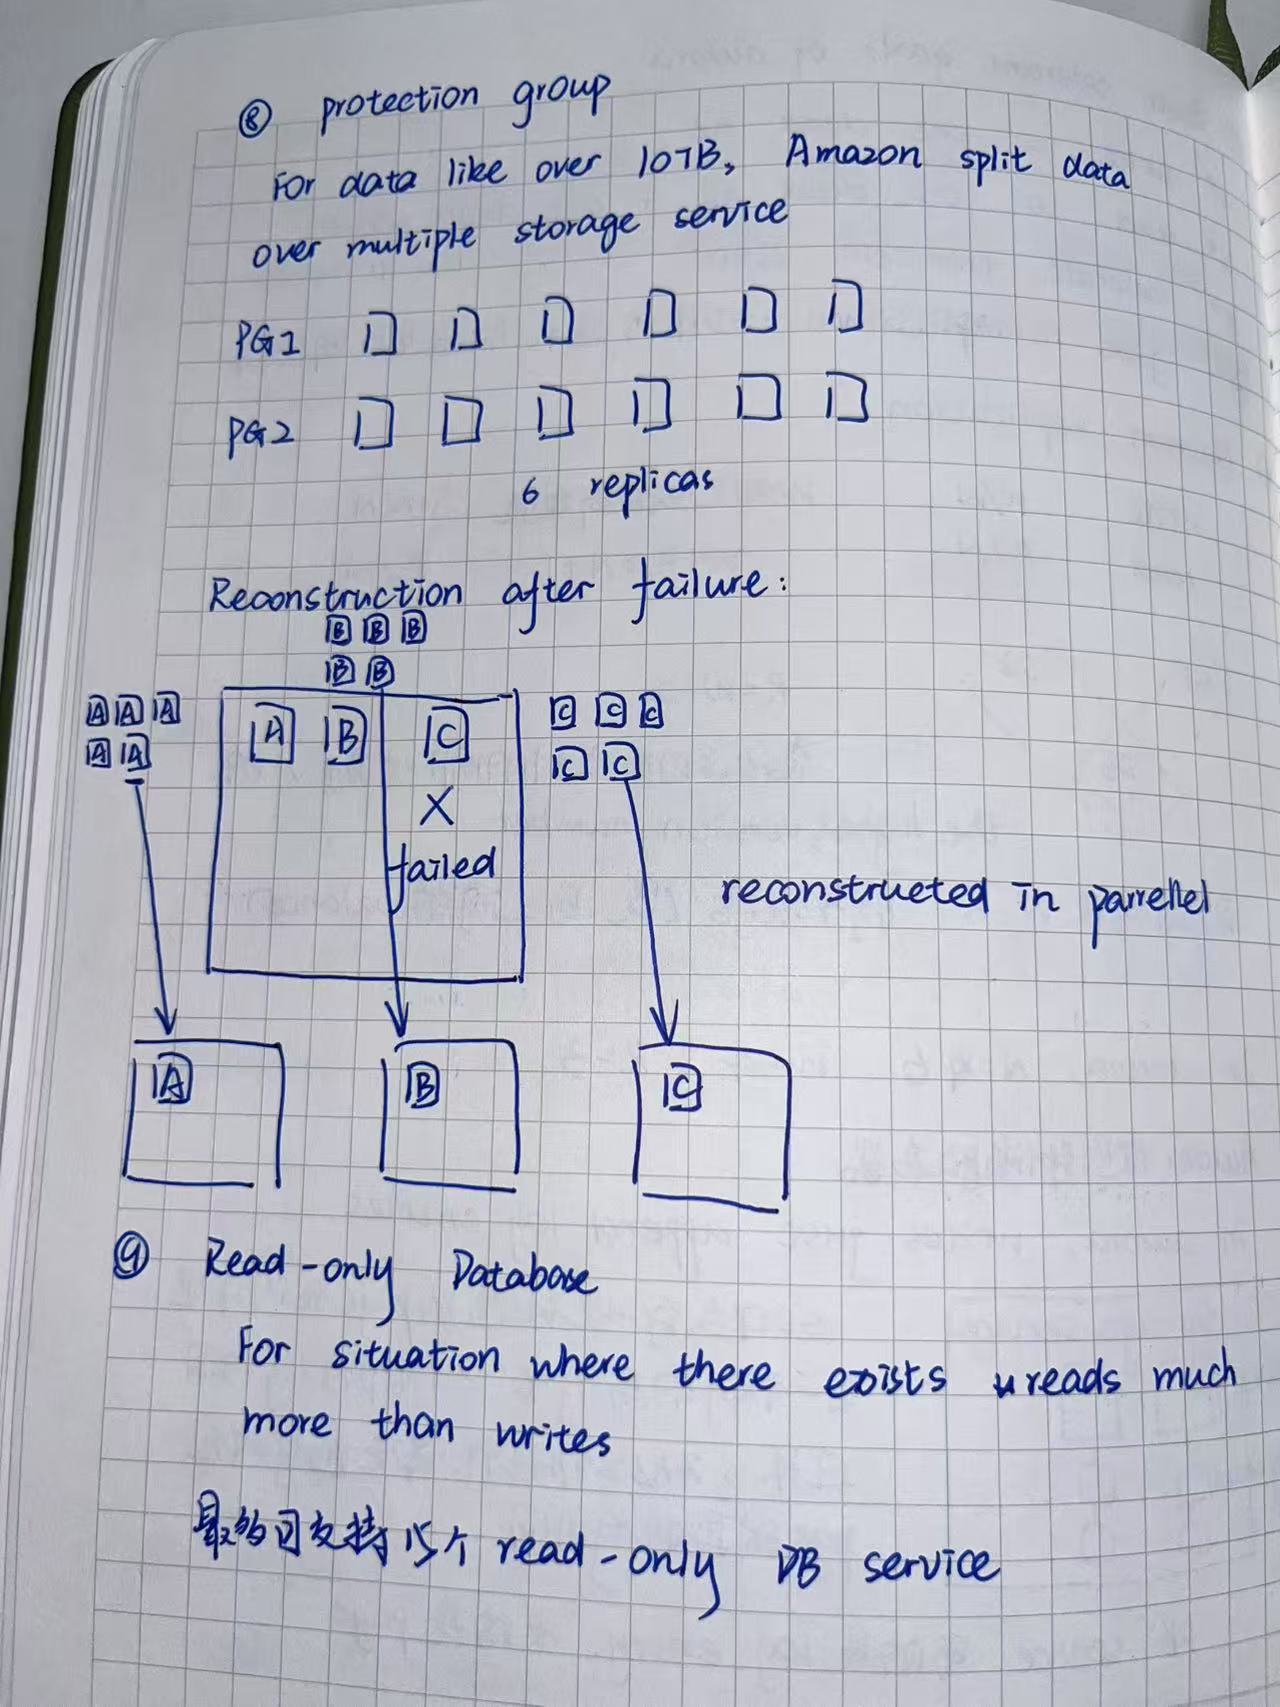 ⑧ protection group
For data like over 10TB, Amazon split data
over multiple storage service
PG1
PG2
6 replicas
Reconstruction after failure:
B B B
B B
A A A
A A
A B C
C C C
C C
X
failed
reconstructed in parrellel
A B C
⑨ Read-only Database
For situation where there exists reads much
more than writes
最多可支持15个 read-only DB service